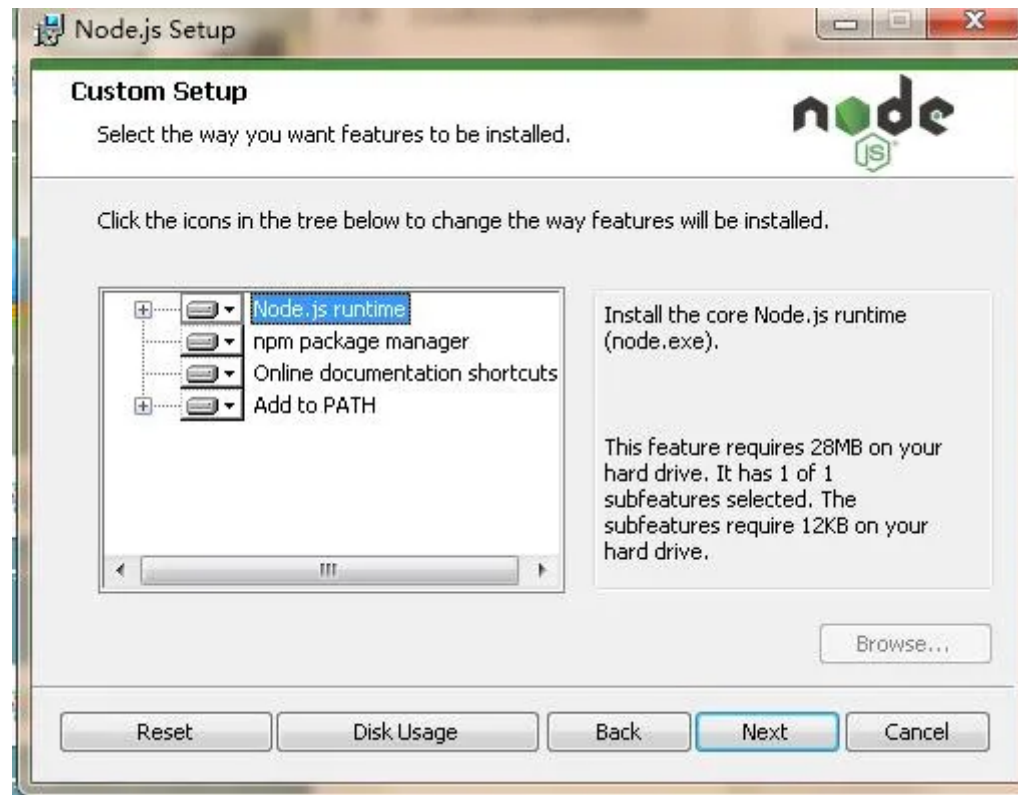 Node.js Setup
Custom Setup
Select the way you want features to be installed.
node
JS
Click the icons in the tree below to change the way features will be installed.
Node.js runtime
npm package manager
Online documentation shortcuts
Add to PATH
Install the core Node.js runtime
(node.exe).
This feature requires 28MB on your
hard drive. It has 1 of 1
subfeatures selected. The
subfeatures require 12KB on your
hard drive.
Browse...
Reset
Disk Usage
Back
Next
Cancel